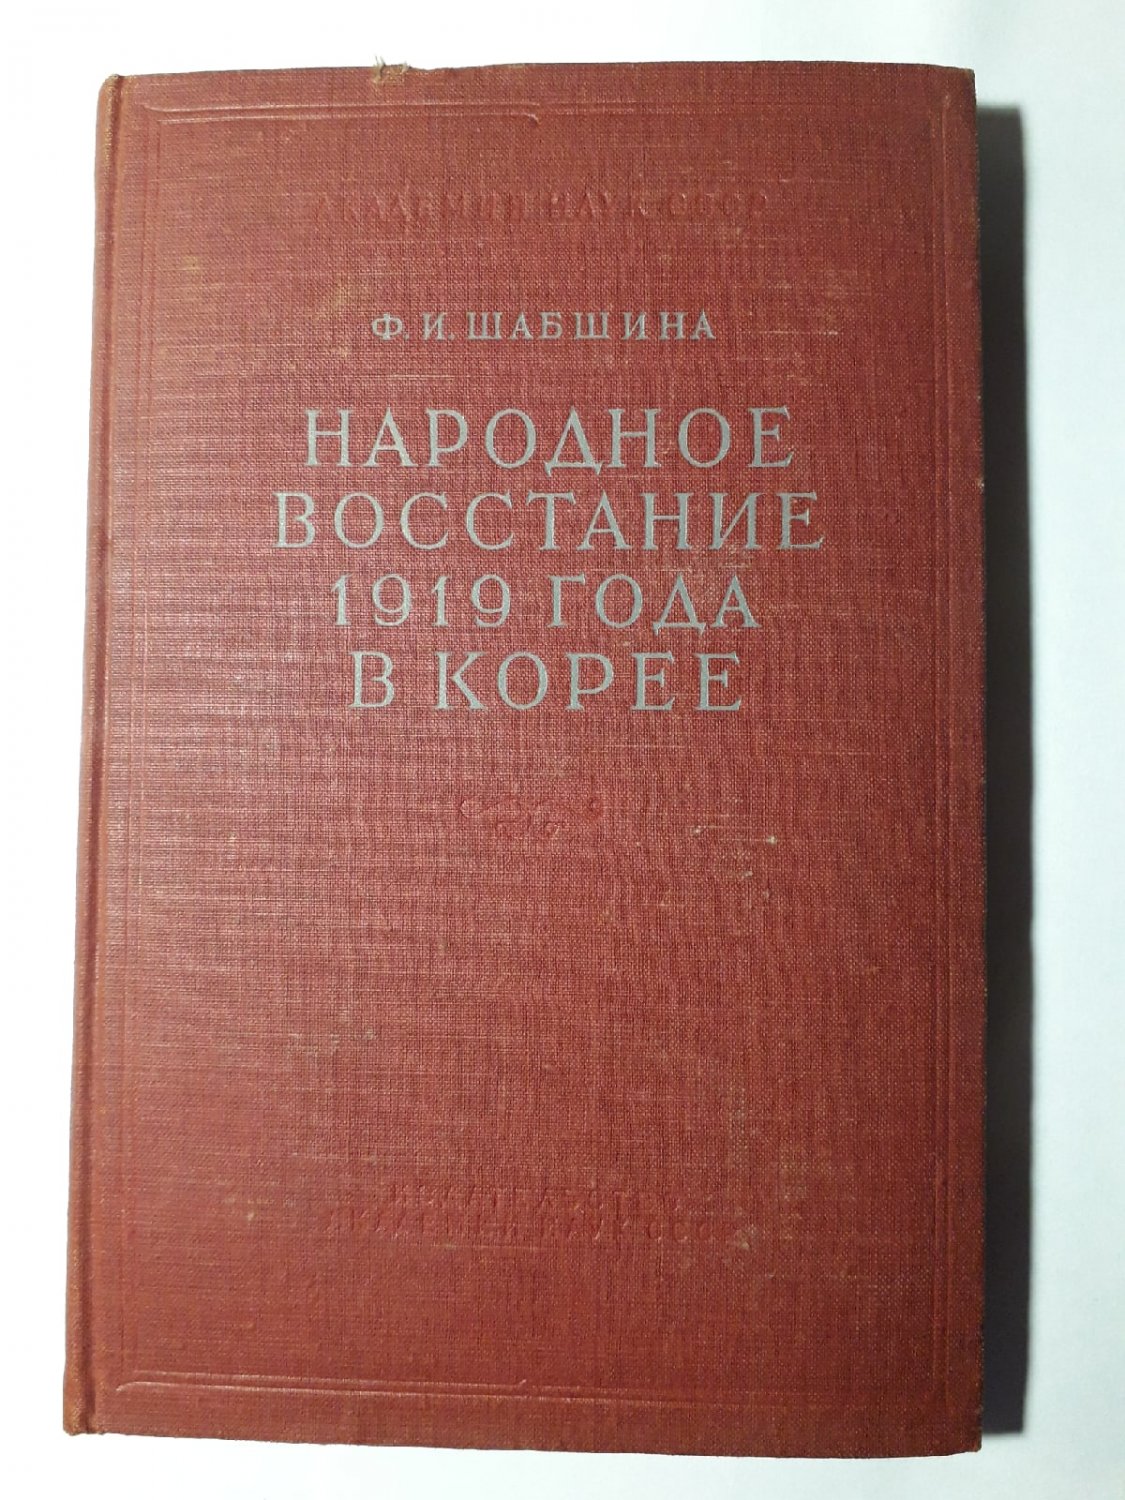 АКАДЕМИЯ НАУК СССР
Ф. И. ШАБШИНА
НАРОДНОЕ
ВОССТАНИЕ
1919 ГОДА
В КОРЕЕ
ИЗДАТЕЛЬСТВО
АКАДЕМИИ НАУК СССР